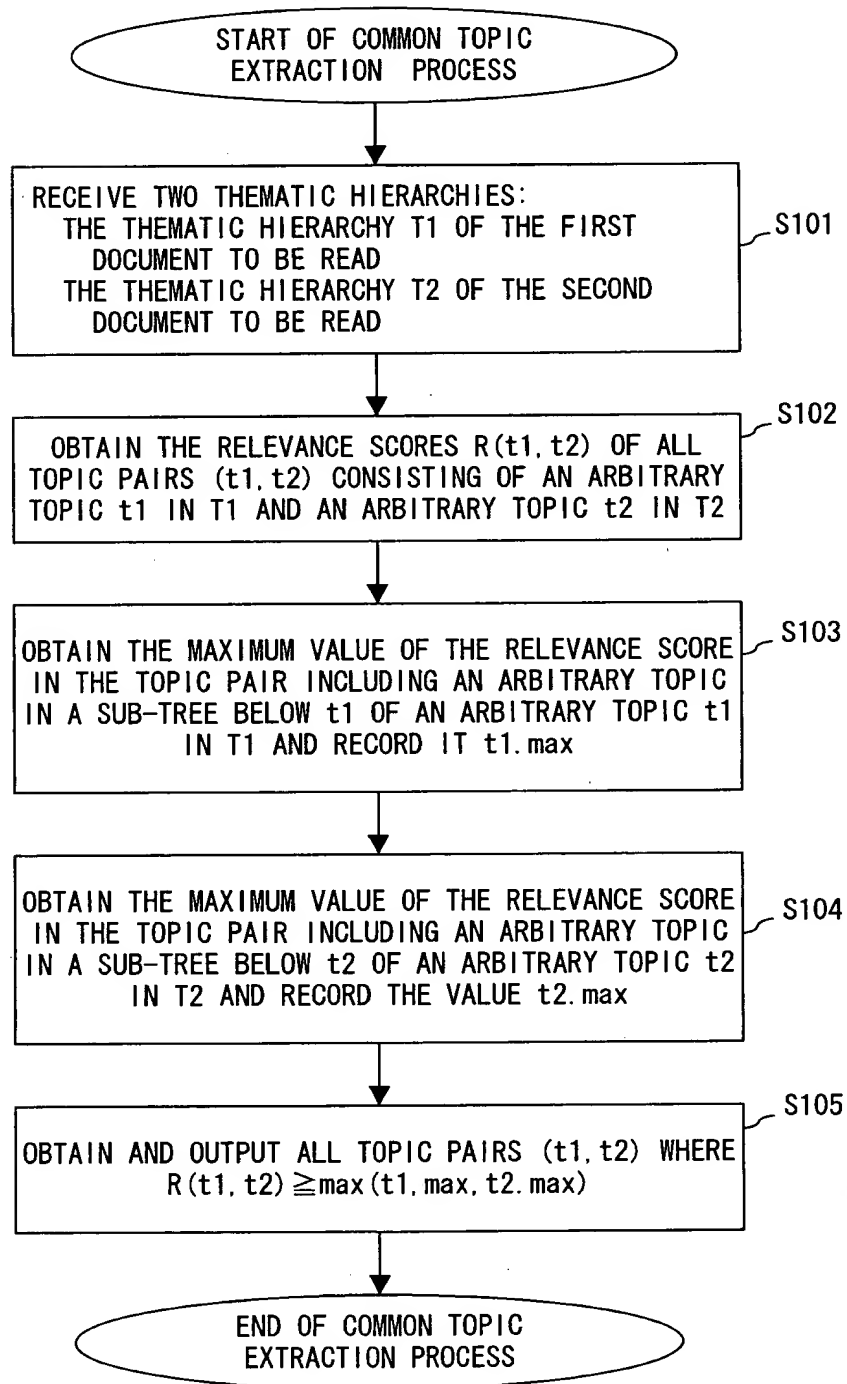 START OF COMMON TOPIC
EXTRACTION PROCESS
RECEIVE TWO THEMATIC HIERARCHIES:
THE THEMATIC HIERARCHY T1 OF THE FIRST
DOCUMENT TO BE READ
THE THEMATIC HIERARCHY T2 OF THE SECOND
DOCUMENT TO BE READ
S101
OBTAIN THE RELEVANCE SCORES R(t1, t2) OF ALL
TOPIC PAIRS (t1, t2) CONSISTING OF AN ARBITRARY
TOPIC t1 IN T1 AND AN ARBITRARY TOPIC t2 IN T2
S102
OBTAIN THE MAXIMUM VALUE OF THE RELEVANCE SCORE
IN THE TOPIC PAIR INCLUDING AN ARBITRARY TOPIC
IN A SUB-TREE BELOW t1 OF AN ARBITRARY TOPIC t1
IN T1 AND RECORD IT t1.max
S103
OBTAIN THE MAXIMUM VALUE OF THE RELEVANCE SCORE
IN THE TOPIC PAIR INCLUDING AN ARBITRARY TOPIC
IN A SUB-TREE BELOW t2 OF AN ARBITRARY TOPIC t2
IN T2 AND RECORD THE VALUE t2.max
S104
OBTAIN AND OUTPUT ALL TOPIC PAIRS (t1, t2) WHERE
R(t1, t2) ≧max(t1, max, t2.max)
S105
END OF COMMON TOPIC
EXTRACTION PROCESS